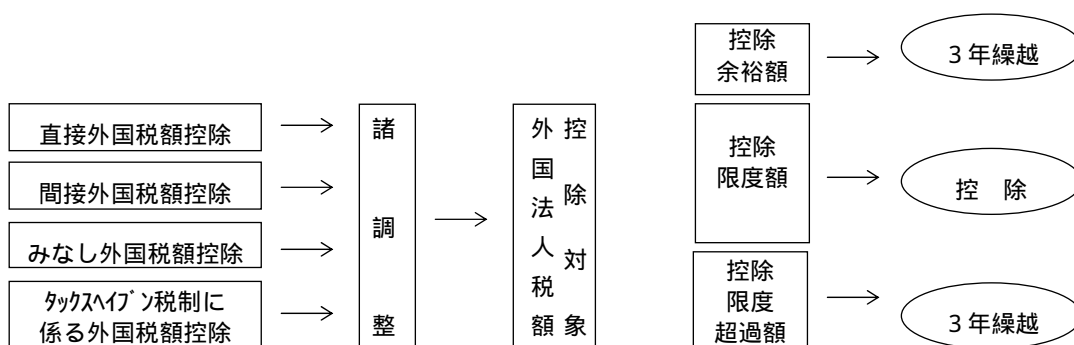 直接外国税額控除
間接外国税額控除
みなし外国税額控除
ﾀｯｸｽﾍｲﾌﾞﾝ税制に
係る外国税額控除
諸調整
控除対象
外国法人税額
控除
余裕額
3年繰越
控除
限度額
控 除
控除
限度
超過額
3年繰越